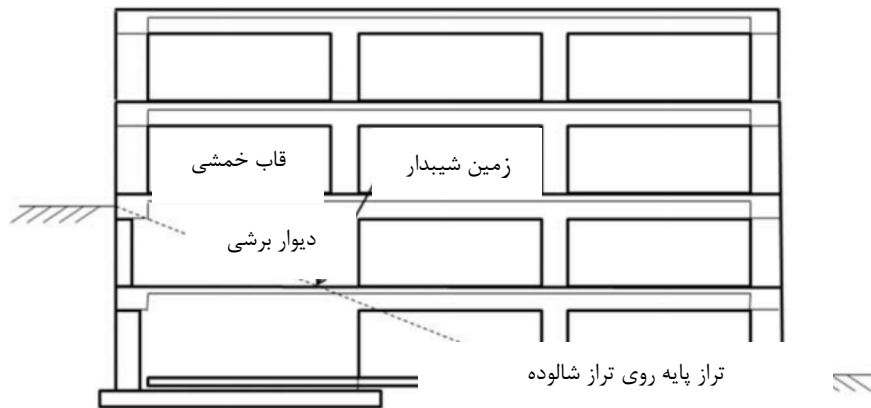 قاب خمشی
زمین شیبدار
دیوار برشی
تراز پایه روی تراز شالوده